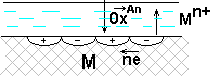 Ox An M n+
+ − + −
M ne